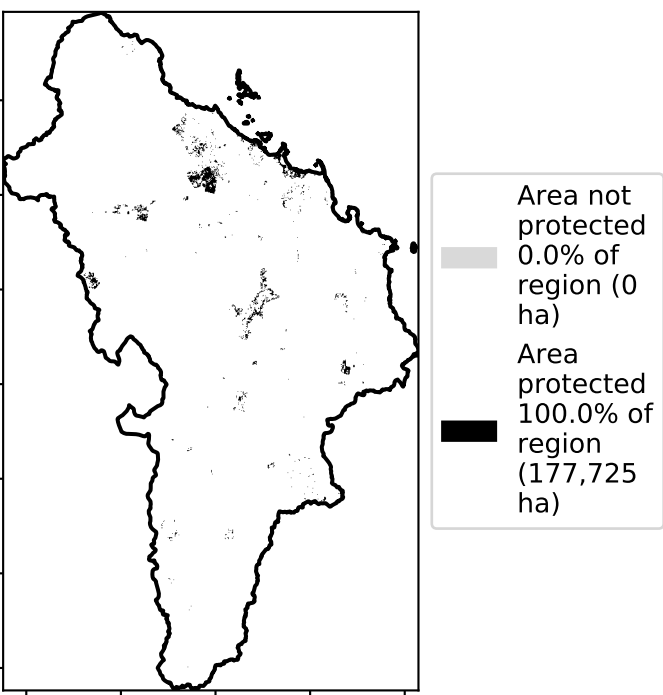 Area not
protected
0.0% of
region (0
ha)
Area
protected
100.0% of
region
(177,725
ha)